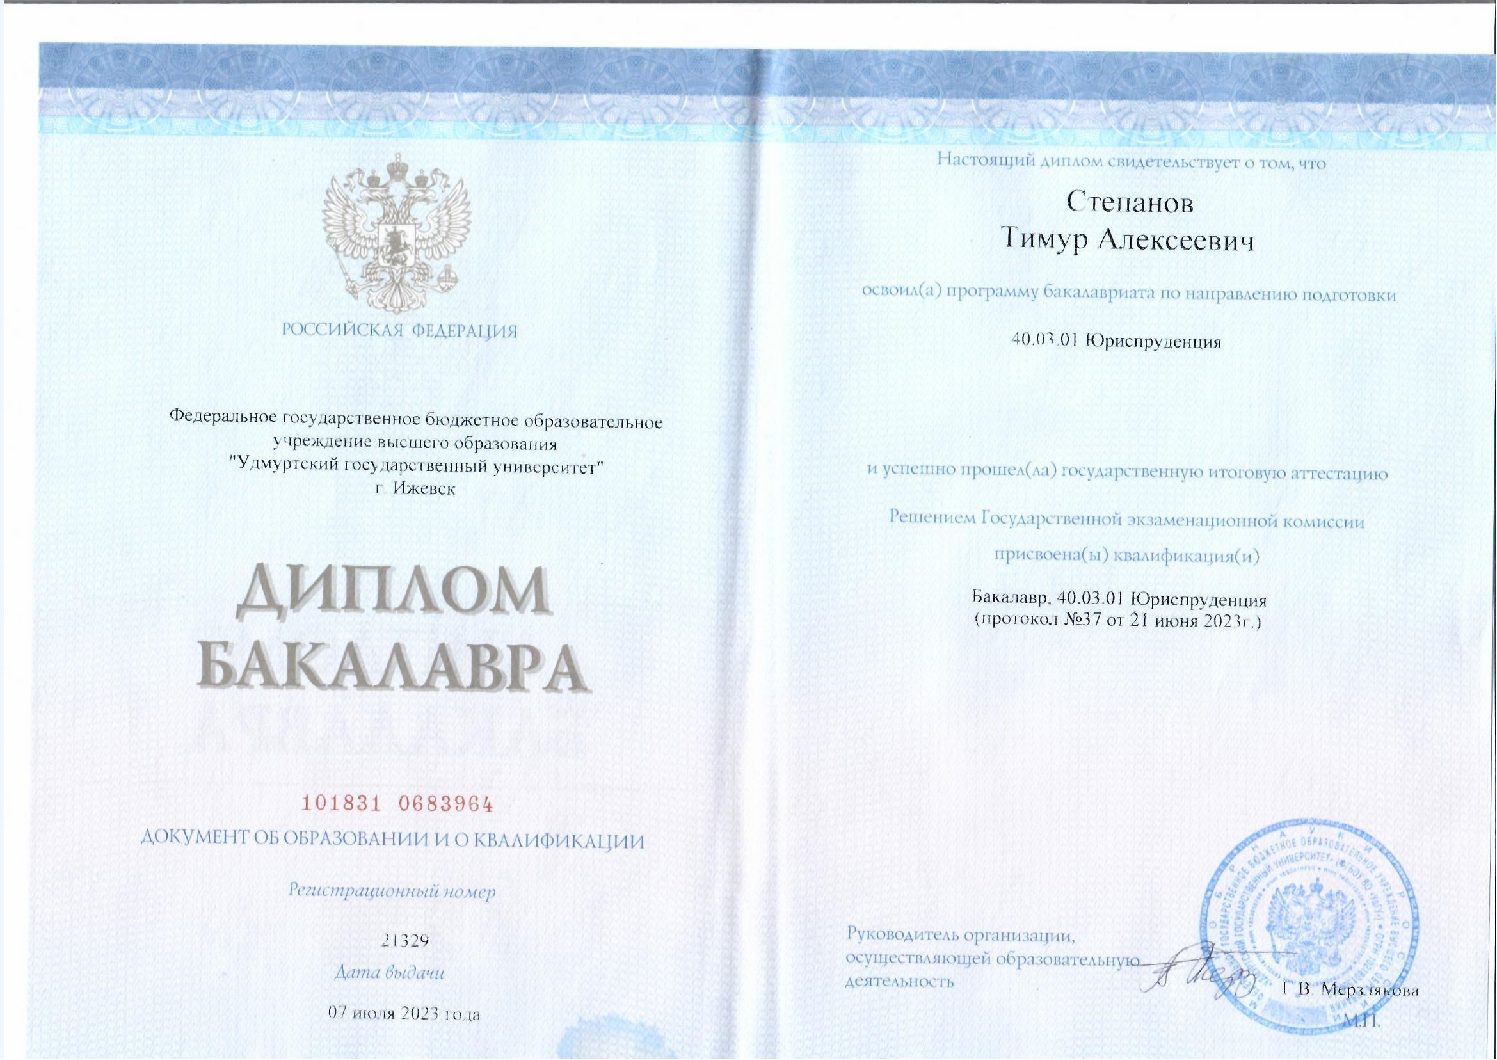 РОССИЙСКАЯ ФЕДЕРАЦИЯ
Федеральное государственное бюджетное образовательное
учреждение высшего образования
"Удмуртский государственный университет"
г. Ижевск
ДИПЛОМ
БАКАЛАВРА
101831 0683964
ДОКУМЕНТ ОБ ОБРАЗОВАНИИ И О КВАЛИФИКАЦИИ
Регистрационный номер
21329
Дата выдачи
07 июля 2023 года
Настоящий диплом свидетельствует о том, что
Степанов
Тимур Алексеевич
освоил(а) программу бакалавриата по направлению подготовки
40.03.01 Юриспруденция
и успешно прошел(ла) государственную итоговую аттестацию
Решением Государственной экзаменационной комиссии
присвоена(ы) квалификация(и)
Бакалавр, 40.03.01 Юриспруденция
(протокол №37 от 21 июня 2023г.)
Руководитель организации,
осуществляющей образовательную
деятельность
Г.В. Мерзлякова
М.П.